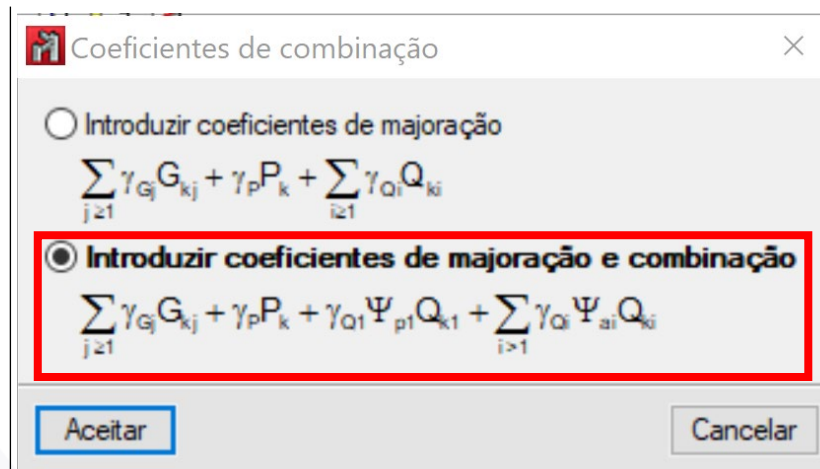 Coeficientes de combinação
Introduzir coeficientes de majoração
∑ γGjGkj + γPPk + ∑ γQiQki
j ≥1 i≥1
Introduzir coeficientes de majoração e combinação
∑ γGjGkj + γPPk + γQ1Ψp1Qk1 + ∑ γQiΨaiQki
j ≥1 i>1
Aceitar Cancelar